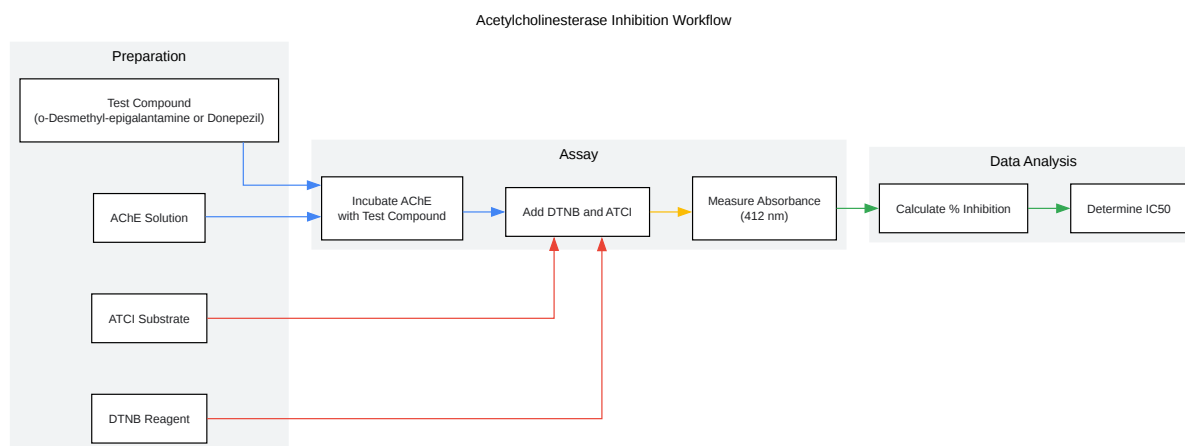 Acetylcholinesterase Inhibition Workflow
Preparation
Test Compound
(o-Desmethyl-epigalantamine or Donepezil)
AChE Solution
ATCI Substrate
DTNB Reagent
Assay
Incubate AChE
with Test Compound
Add DTNB and ATCI
Measure Absorbance
(412 nm)
Data Analysis
Calculate % Inhibition
Determine IC50